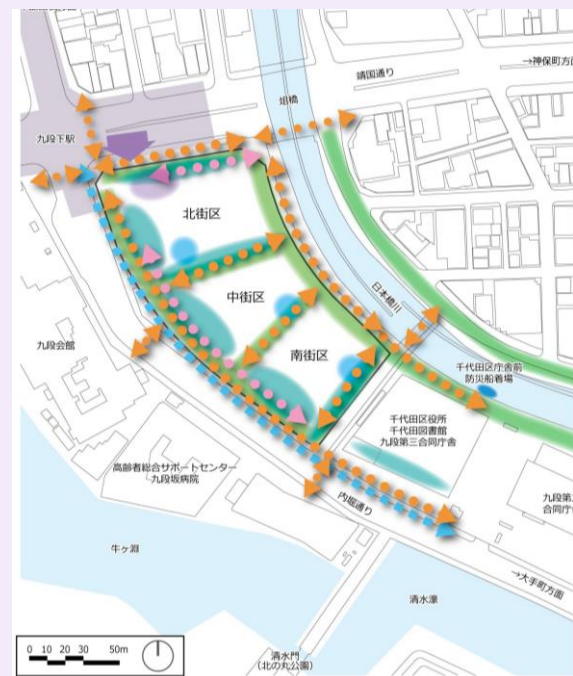 →神保町方面
靖国通り
俎橋
九段下駅
北街区
中街区
日本橋川
九段会館
南街区
千代田区庁舎前
防災船着場
千代田区役所
千代田図書館
九段第三合同庁舎
高齢者総合サポートセンター
九段坂病院
九段第
合同庁舎
内堀通り
牛ヶ淵
→大手町方面
清水濠
0 10 20 30 50m
清水門
(北の丸公園)